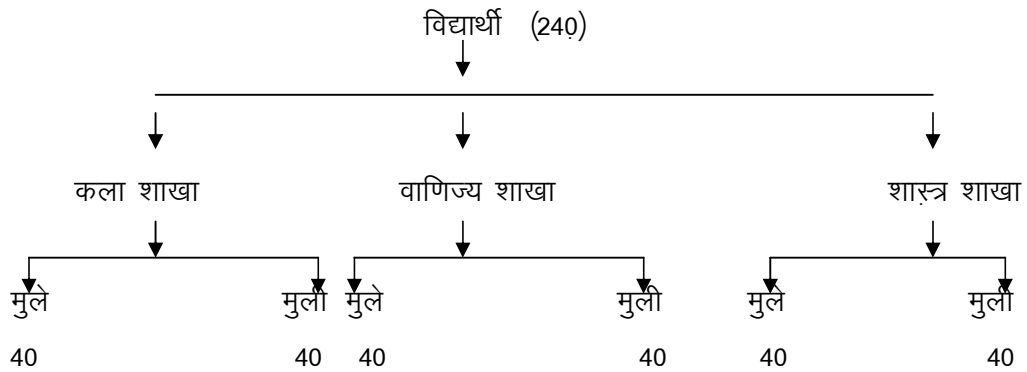 विद्यार्थी (240)
कला शाखा वाणिज्य शाखा शास्त्र शाखा
मुले मुली मुले मुली मुले मुली
40 40 40 40 40 40